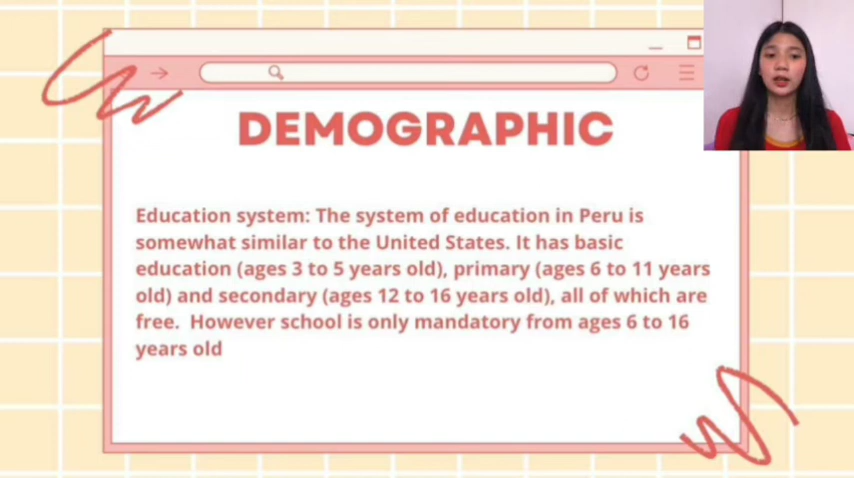 DEMOGRAPHIC
Education system: The system of education in Peru is
somewhat similar to the United States. It has basic
education (ages 3 to 5 years old), primary (ages 6 to 11 years
old) and secondary (ages 12 to 16 years old), all of which are
free. However school is only mandatory from ages 6 to 16
years old